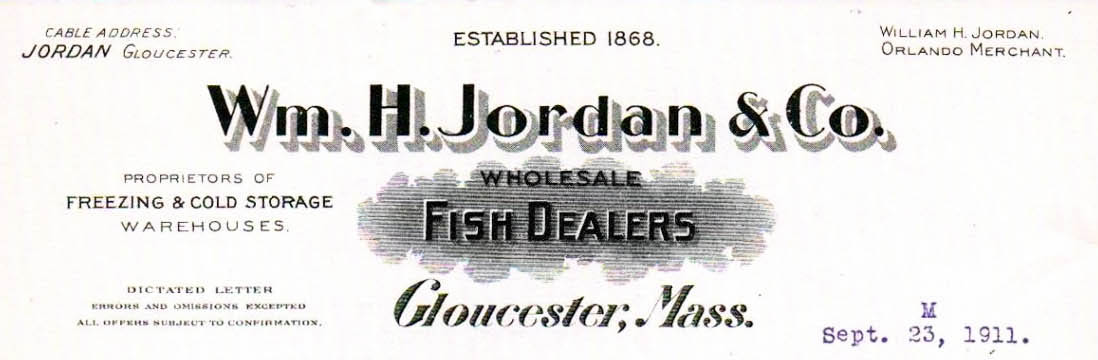 CABLE ADDRESS:
JORDAN GLOUCESTER.
ESTABLISHED 1868.
WILLIAM H. JORDAN.
ORLANDO MERCHANT.
Wm. H. Jordan & Co.
PROPRIETORS OF
FREEZING & COLD STORAGE
WAREHOUSES.
WHOLESALE
FISH DEALERS
Gloucester, Mass.
DICTATED LETTER
ERRORS AND OMISSIONS EXCEPTED
ALL OFFERS SUBJECT TO CONFIRMATION.
M
Sept. 23, 1911.